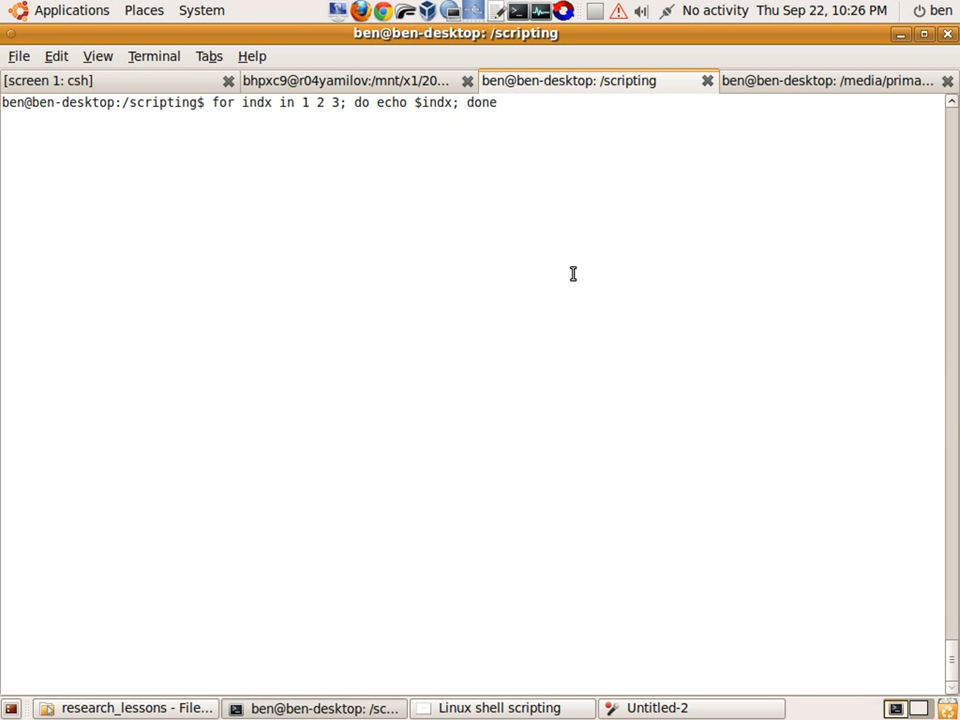 Applications Places System No activity Thu Sep 22, 10:26 PM ben
ben@ben-desktop: /scripting
File Edit View Terminal Tabs Help
[screen 1: csh] bhpxc9@r04yamilov:/mnt/x1/20... ben@ben-desktop: /scripting ben@ben-desktop: /media/prima...
ben@ben-desktop:/scripting$ for indx in 1 2 3; do echo $indx; done
research_lessons - File... ben@ben-desktop: /sc... Linux shell scripting Untitled-2